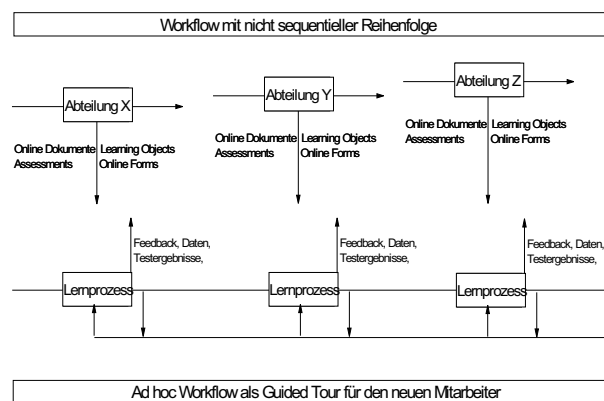 Workflow mit nicht sequentieller Reihenfolge
Abteilung X
Abteilung Y
Abteilung Z
Online Dokumente
Assessments
Learning Objects
Online Forms
Online Dokumente
Assessments
Learning Objects
Online Forms
Online Dokumente
Assessments
Learning Objects
Online Forms
Feedback, Daten,
Testergebnisse,
Feedback, Daten,
Testergebnisse,
Feedback, Daten,
Testergebnisse,
Lernprozess
Lernprozess
Lernprozess
Ad hoc Workflow als Guided Tour für den neuen Mitarbeiter